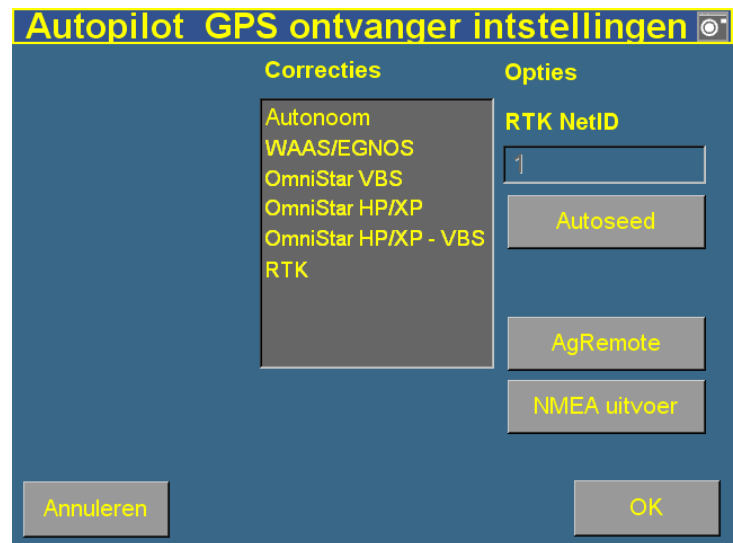 Autopilot GPS ontvanger intstellingen
Correcties
Autonoom
WAAS/EGNOS
OmniStar VBS
OmniStar HP/XP
OmniStar HP/XP - VBS
RTK
Opties
RTK NetID
1
Autoseed
AgRemote
NMEA uitvoer
Annuleren
OK